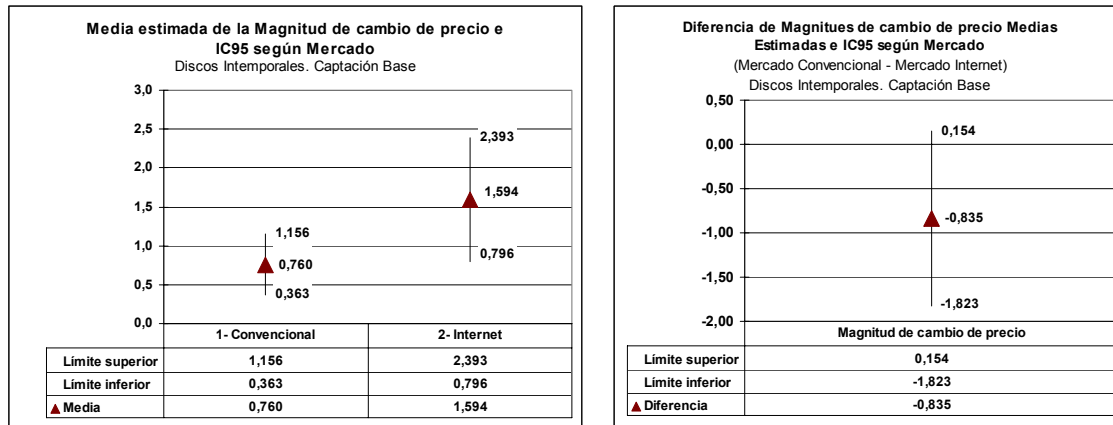 Media estimada de la Magnitud de cambio de precio e
IC95 según Mercado
Discos Intemporales. Captación Base
3,0
2,5
2,0
1,5
1,0
0,5
0,0
2,393
1,594
0,796
1,156
0,760
0,363
1- Convencional 2- Internet
Límite superior 1,156 2,393
Límite inferior 0,363 0,796
Media 0,760 1,594
Diferencia de Magnitues de cambio de precio Medias
Estimadas e IC95 según Mercado
(Mercado Convencional - Mercado Internet)
Discos Intemporales. Captación Base
0,50
0,00
-0,50
-1,00
-1,50
-2,00
0,154
-0,835
-1,823
Magnitud de cambio de precio
Límite superior 0,154
Límite inferior -1,823
Diferencia -0,835